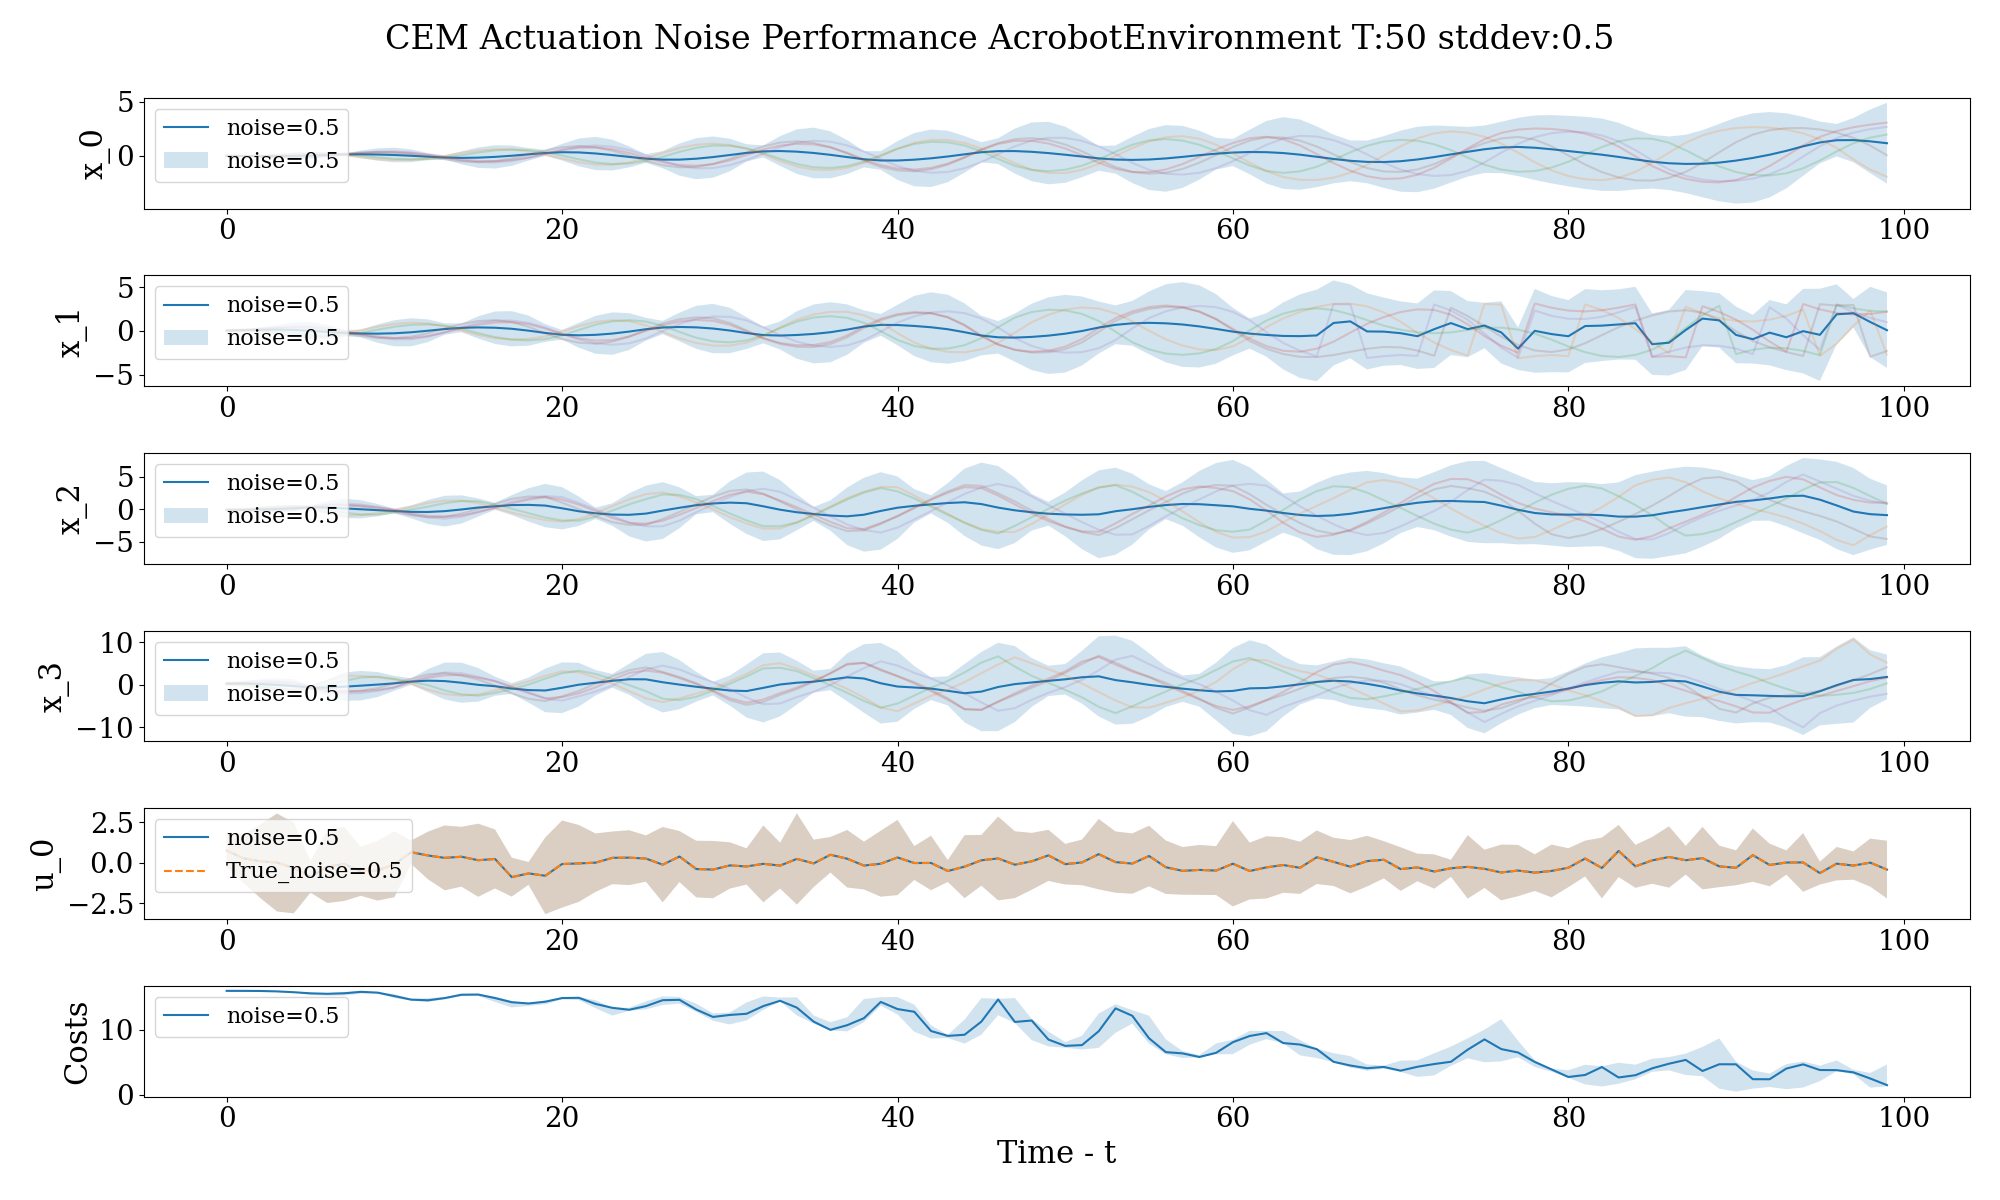 CEM Actuation Noise Performance AcrobotEnvironment T:50 stddev:0.5
x_0
5
0
noise=0.5
noise=0.5
0 20 40 60 80 100
x_1
5
0
−5
noise=0.5
noise=0.5
0 20 40 60 80 100
x_2
5
0
−5
noise=0.5
noise=0.5
0 20 40 60 80 100
x_3
10
0
−10
noise=0.5
noise=0.5
0 20 40 60 80 100
u_0
2.5
0.0
−2.5
noise=0.5
True_noise=0.5
0 20 40 60 80 100
Costs
10
0
noise=0.5
0 20 40 60 80 100
Time - t